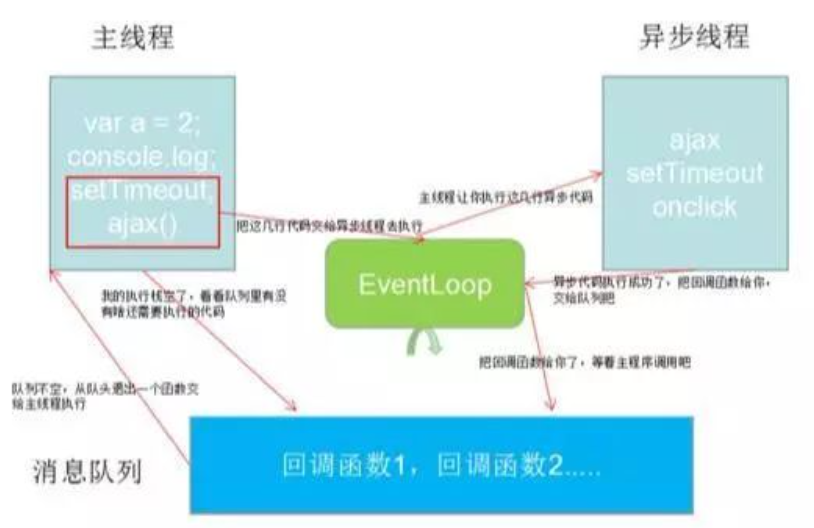 主线程
异步线程
var a = 2;
console.log;
setTimeout,
ajax()
ajax
setTimeout
onclick
主线程让你执行这几行异步代码
把这几行代码交给异步线程去执行
EventLoop
我的执行栈空了，看看队列里有没
有啥还需要执行的代码
异步代码执行成功了，把回调函数给你，
交给队列吧
把回调函数给你了，等着主程序调用吧
队列不空，从队头退出一个函数交
给主线程执行
消息队列
回调函数1，回调函数2.....